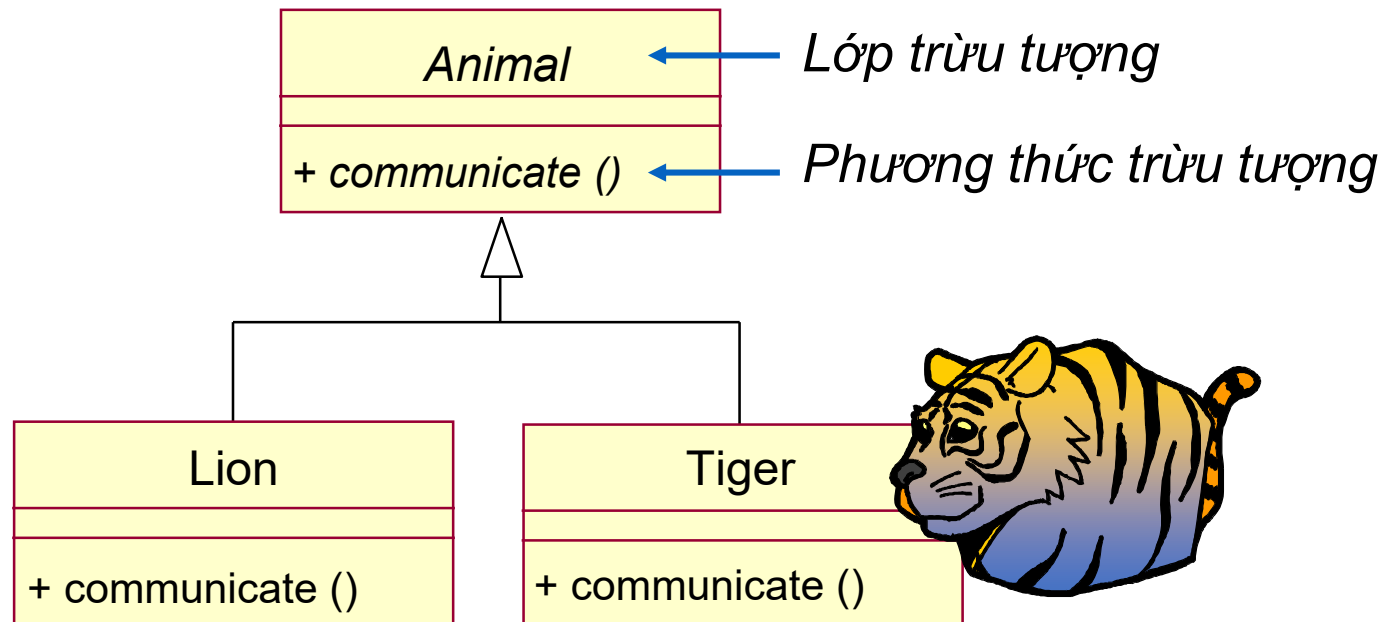 Animal
Lớp trừu tượng
+ communicate ()
Phương thức trừu tượng
Lion
Tiger
+ communicate ()
+ communicate ()